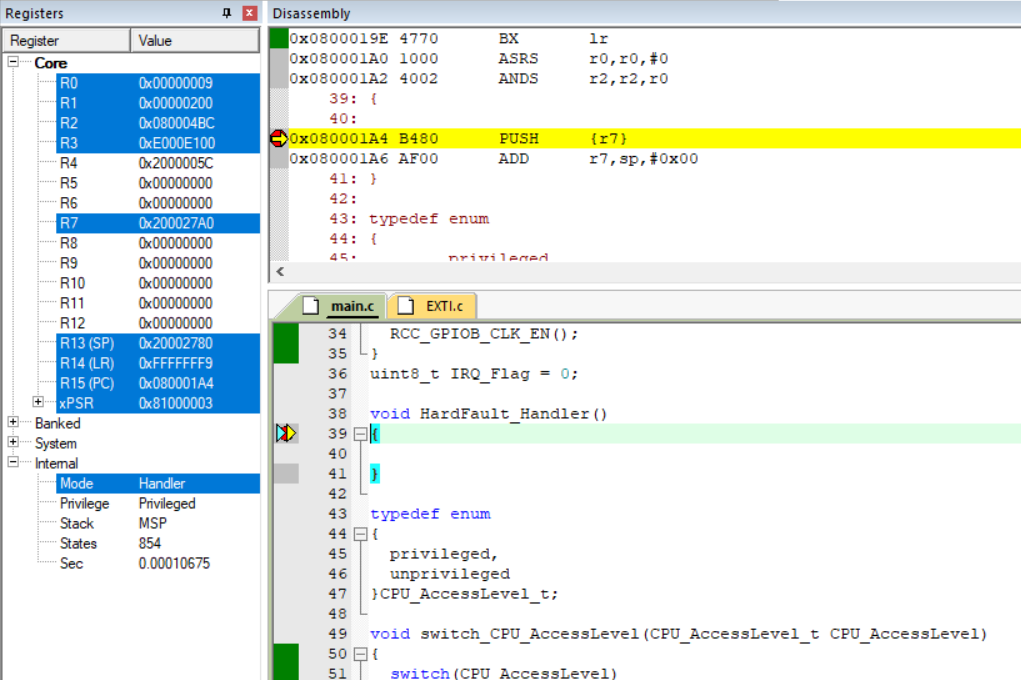 Registers
Register Value
Core
R0 0x00000009
R1 0x00000200
R2 0x080004BC
R3 0xE000E100
R4 0x2000005C
R5 0x00000000
R6 0x00000000
R7 0x200027A0
R8 0x00000000
R9 0x00000000
R10 0x00000000
R11 0x00000000
R12 0x00000000
R13 (SP) 0x20002780
R14 (LR) 0xFFFFFFF9
R15 (PC) 0x080001A4
xPSR 0x81000003
Banked
System
Internal
Mode Handler
Privilege Privileged
Stack MSP
States 854
Sec 0.00010675
Disassembly
0x0800019E 4770 BX lr
0x080001A0 1000 ASRS r0,r0,#0
0x080001A2 4002 ANDS r2,r2,r0
39: {
40:
0x080001A4 B480 PUSH {r7}
0x080001A6 AF00 ADD r7,sp,#0x00
41: }
42:
43: typedef enum
44: {
45: privileged
main.c EXTI.c
34 RCC_GPIOB_CLK_EN();
35 }
36 uint8_t IRQ_Flag = 0;
37
38 void HardFault_Handler()
39 {
40
41 }
42
43 typedef enum
44 {
45 privileged,
46 unprivileged
47 }CPU_AccessLevel_t;
48
49 void switch_CPU_AccessLevel(CPU_AccessLevel_t CPU_AccessLevel)
50 {
51 switch(CPU_AccessLevel)